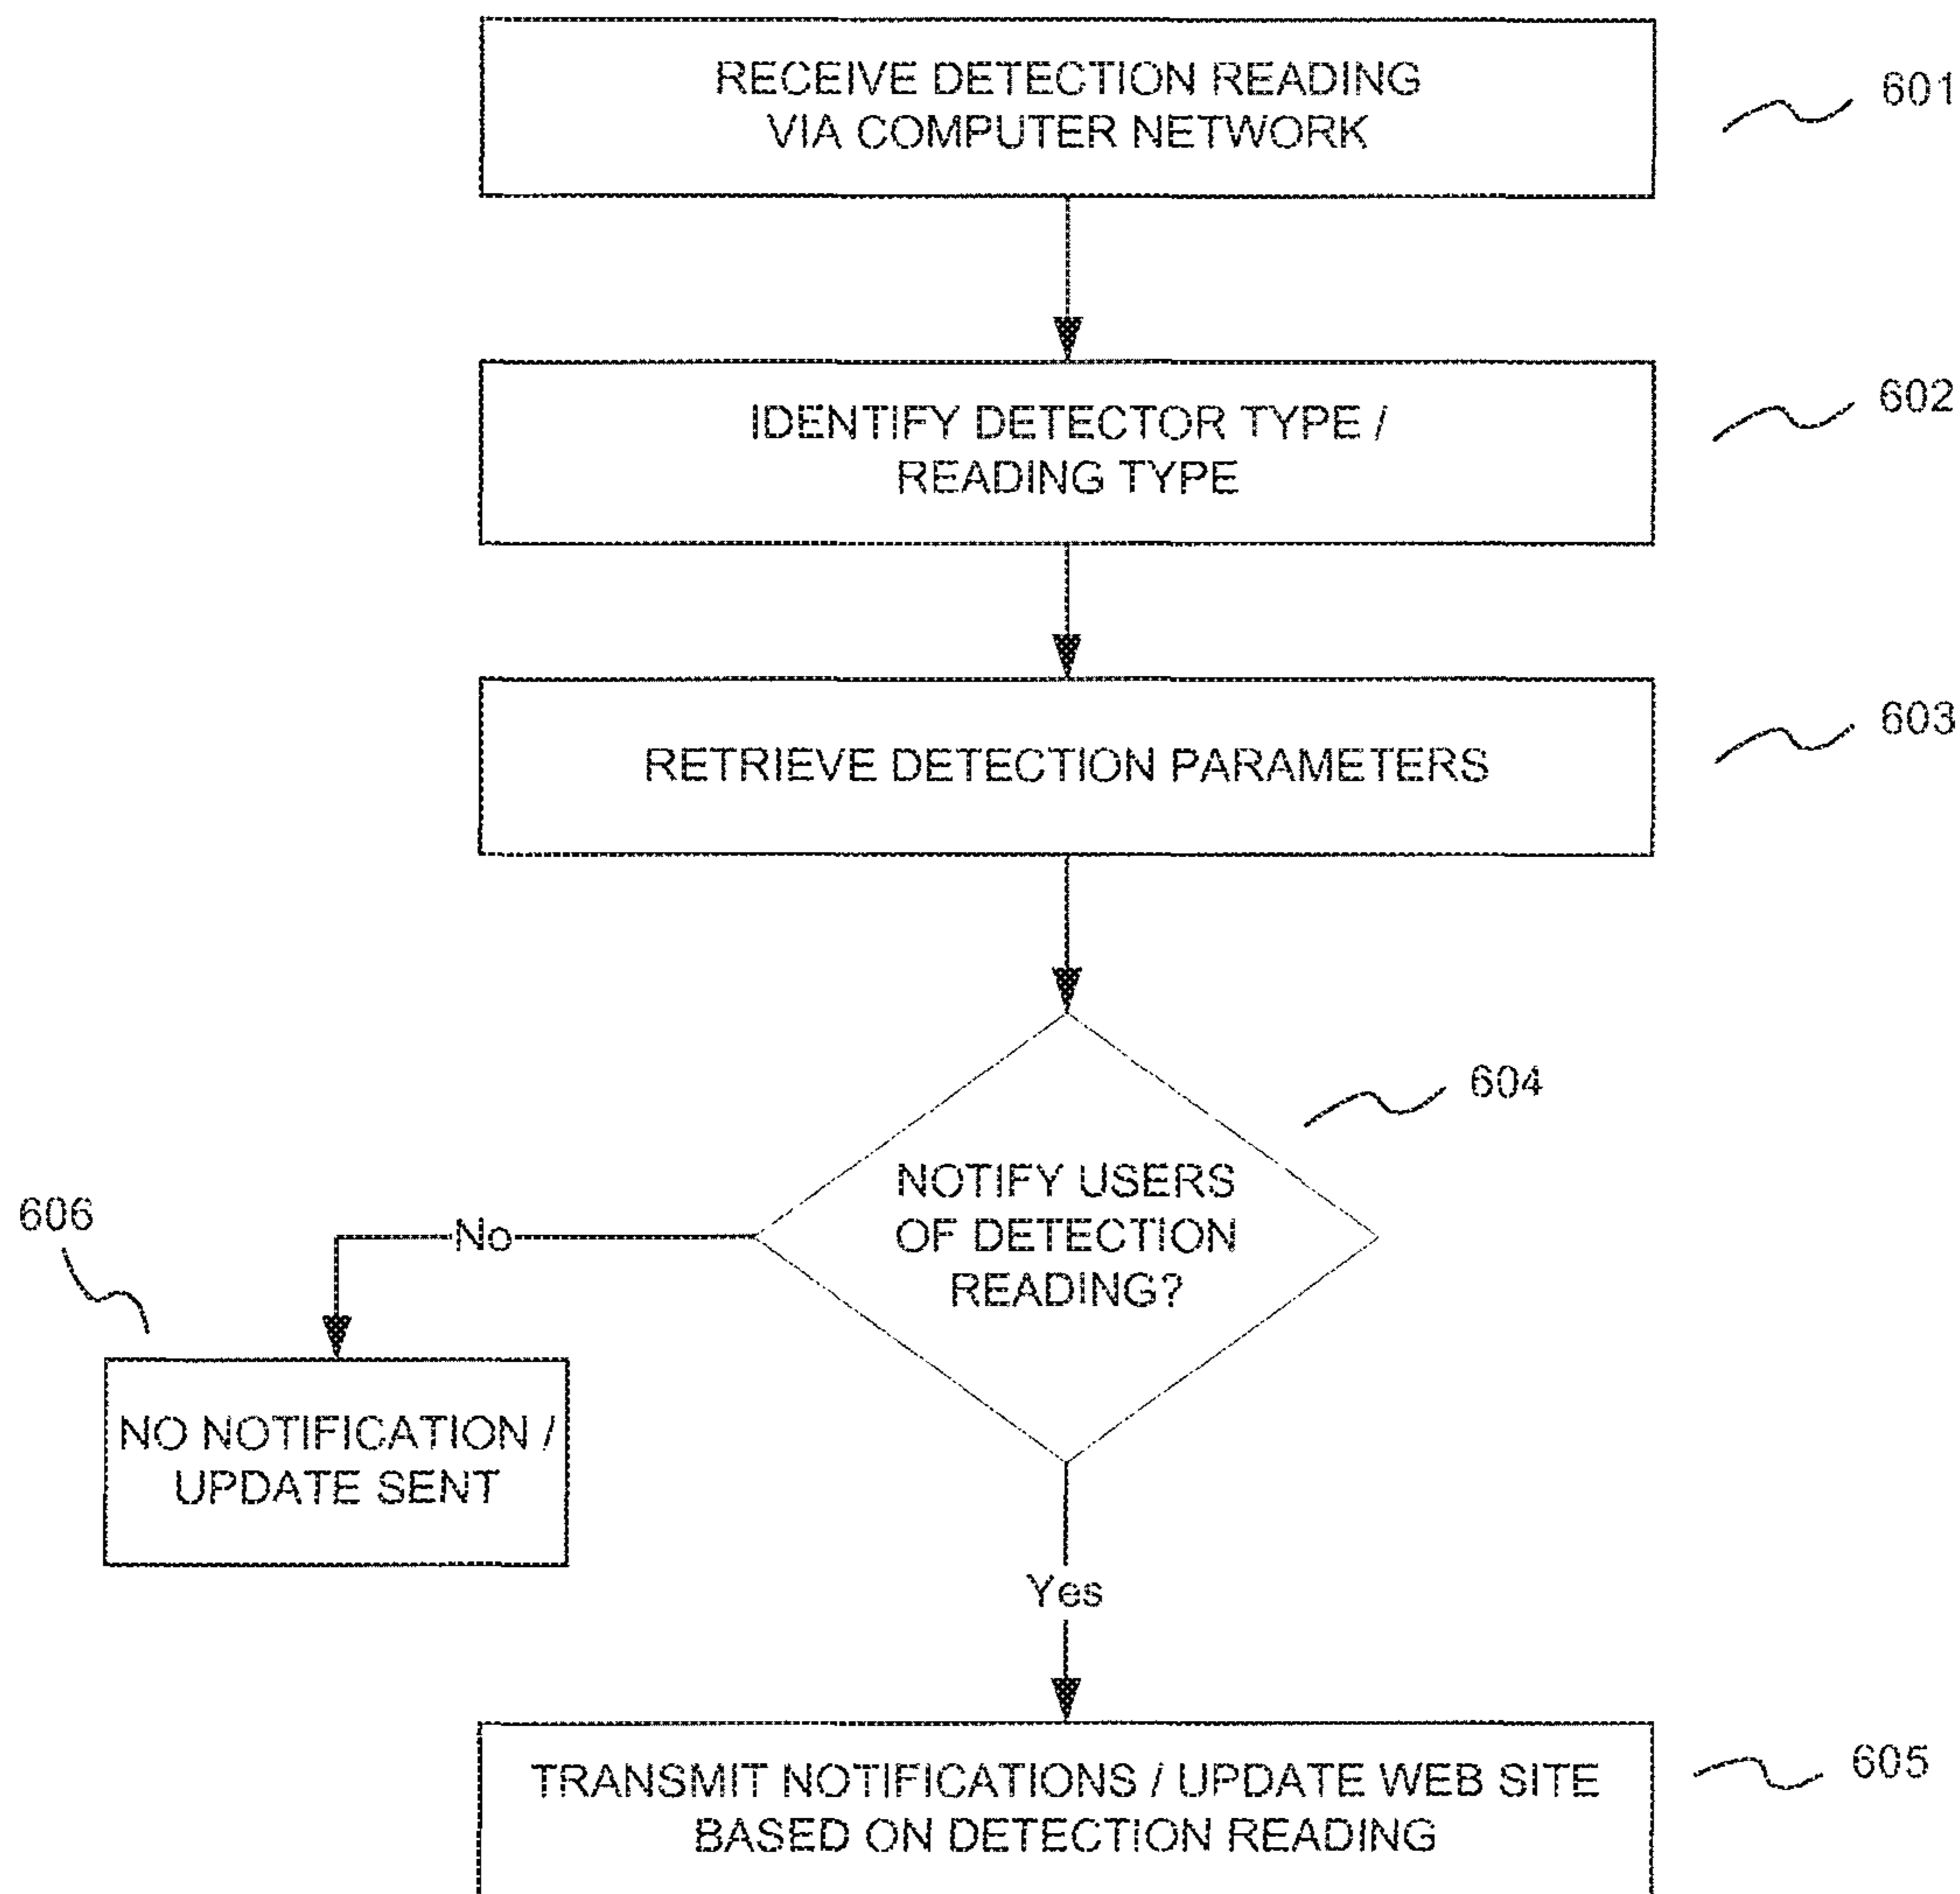 RECEIVE DETECTION READING
VIA COMPUTER NETWORK
601
IDENTIFY DETECTOR TYPE /
READING TYPE
602
RETRIEVE DETECTION PARAMETERS
603
604
NOTIFY USERS
OF DETECTION
READING?
606
No
NO NOTIFICATION /
UPDATE SENT
Yes
TRANSMIT NOTIFICATIONS / UPDATE WEB SITE
BASED ON DETECTION READING
605